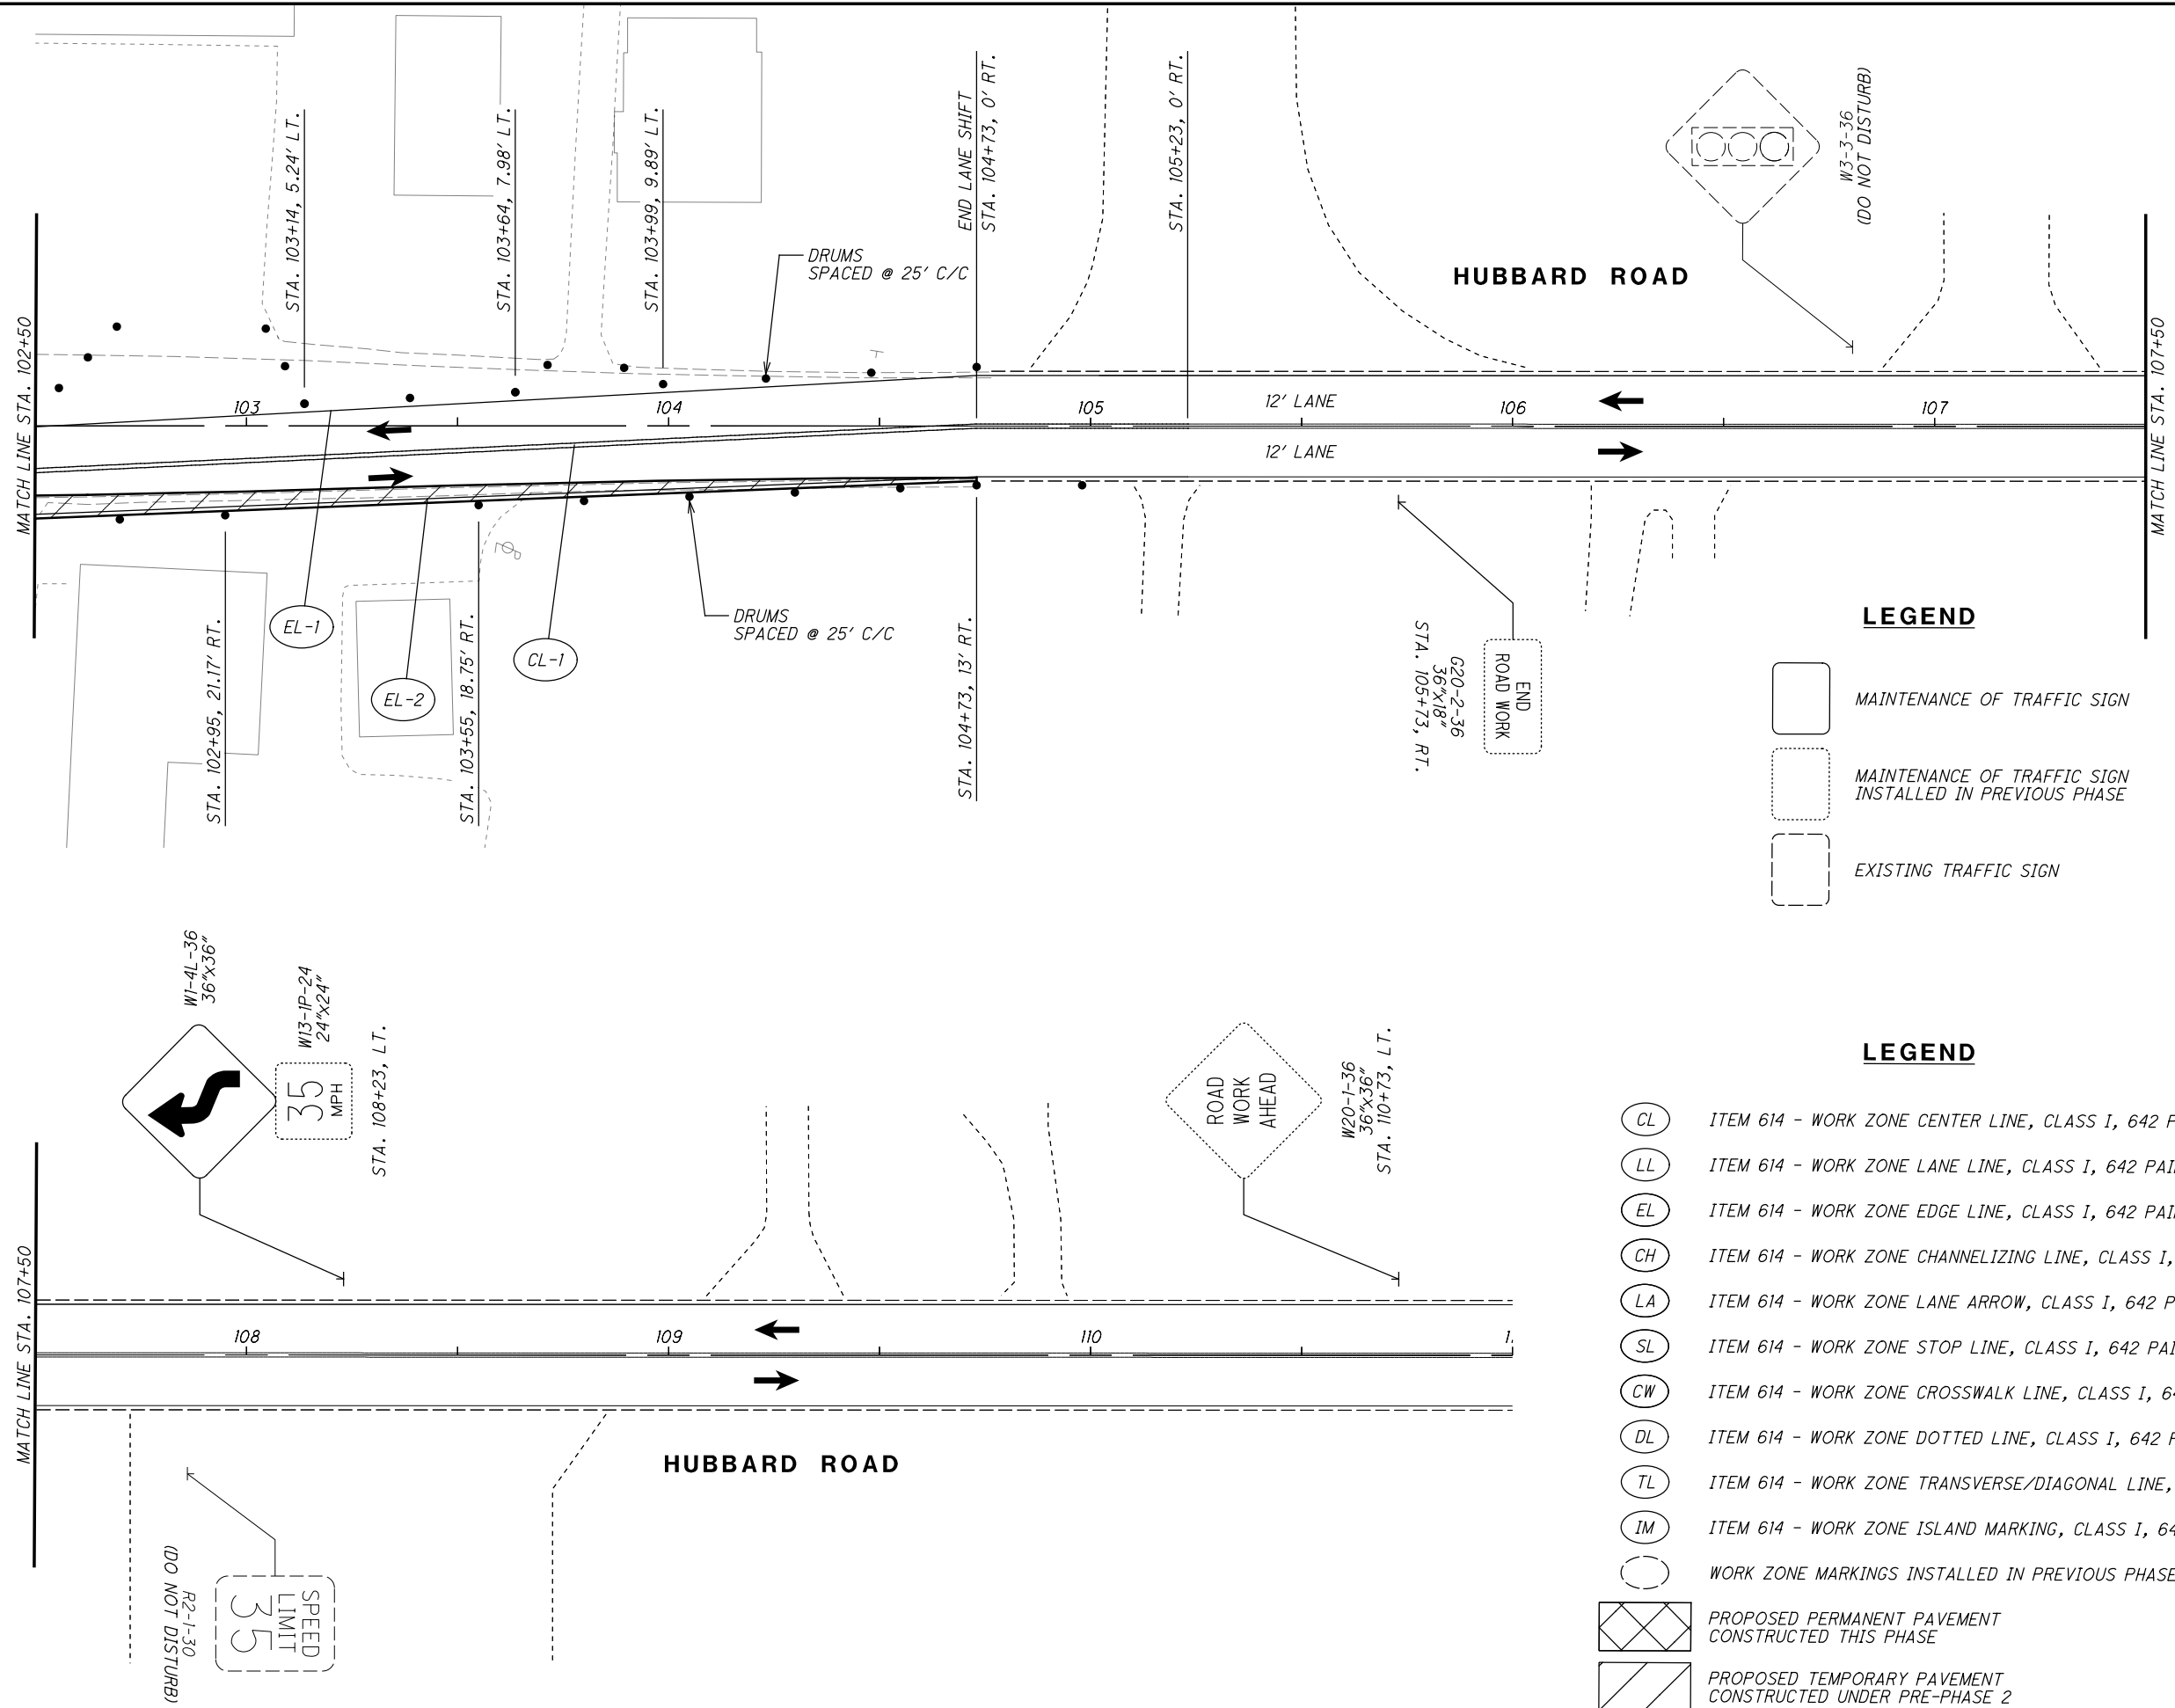 STA. 103+14, 5.24' LT.
STA. 103+64, 7.98' LT.
STA. 103+99, 9.89' LT.
END LANE SHIFT
STA. 104+73, 0' RT.
STA. 105+23, 0' RT.
W3-3-36
(DO NOT DISTURB)
DRUMS
SPACED @ 25' C/C
HUBBARD ROAD
MATCH LINE STA. 102+50
MATCH LINE STA. 107+50
103
104
105
106
107
12' LANE
12' LANE
EL-1
EL-2
CL-1
DRUMS
SPACED @ 25' C/C
STA. 102+95, 21.17' RT.
STA. 103+55, 18.75' RT.
STA. 104+73, 13' RT.
END
ROAD WORK
G20-2-36
36"x18"
STA. 105+73, RT.
LEGEND
MAINTENANCE OF TRAFFIC SIGN
MAINTENANCE OF TRAFFIC SIGN
INSTALLED IN PREVIOUS PHASE
EXISTING TRAFFIC SIGN
W1-4L-36
36"x36"
W13-1P-24
24"x24"
35
MPH
STA. 108+23, LT.
ROAD
WORK
AHEAD
W20-1-36
36"x36"
STA. 110+73, LT.
MATCH LINE STA. 107+50
108
109
110
HUBBARD ROAD
SPEED
LIMIT
35
R2-1-30
(DO NOT DISTURB)
LEGEND
CL ITEM 614 - WORK ZONE CENTER LINE, CLASS I, 642
LL ITEM 614 - WORK ZONE LANE LINE, CLASS I, 642
EL ITEM 614 - WORK ZONE EDGE LINE, CLASS I, 642
CH ITEM 614 - WORK ZONE CHANNELIZING LINE, CLASS I,
LA ITEM 614 - WORK ZONE LANE ARROW, CLASS I, 642
SL ITEM 614 - WORK ZONE STOP LINE, CLASS I, 642
CW ITEM 614 - WORK ZONE CROSSWALK LINE, CLASS I,
DL ITEM 614 - WORK ZONE DOTTED LINE, CLASS I, 642
TL ITEM 614 - WORK ZONE TRANSVERSE/DIAGONAL LINE,
IM ITEM 614 - WORK ZONE ISLAND MARKING, CLASS I,
WORK ZONE MARKINGS INSTALLED IN PREVIOUS PHASE
PROPOSED PERMANENT PAVEMENT
CONSTRUCTED THIS PHASE
PROPOSED TEMPORARY PAVEMENT
CONSTRUCTED UNDER PRE-PHASE 2